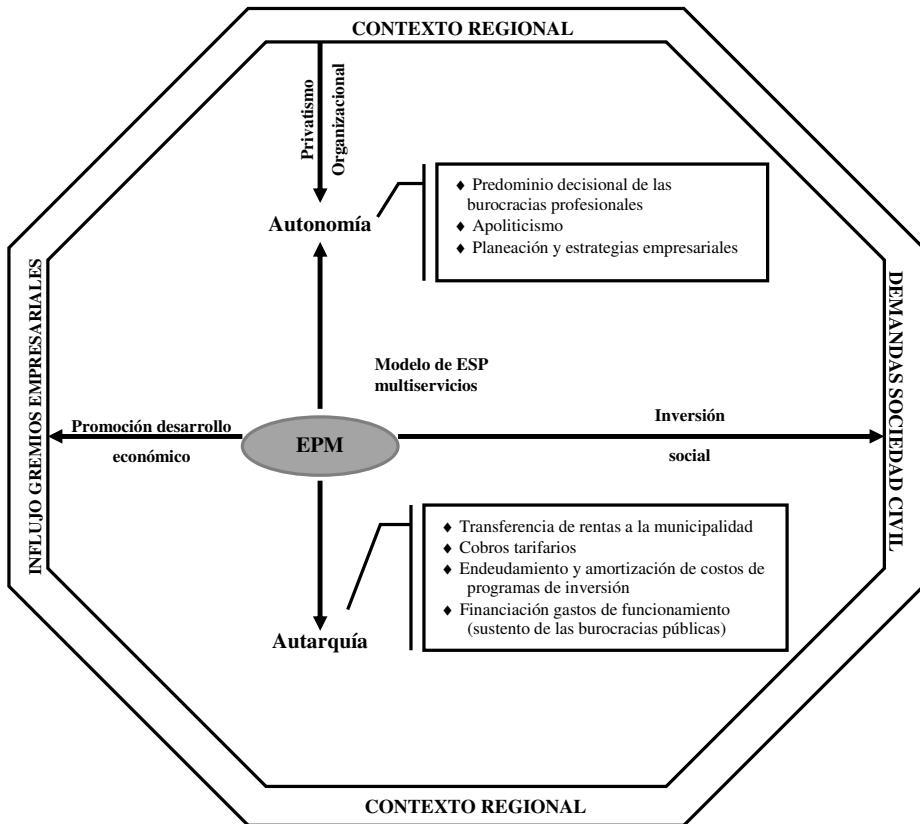 CONTEXTO REGIONAL
Privatismo
Organizacional
Autonomía
♦ Predominio decisional de las
burocracias profesionales
♦ Apoliticismo
♦ Planeación y estrategias empresariales
INFLUJO GREMIOS EMPRESARIALES
DEMANDAS SOCIEDAD CIVIL
Modelo de ESP
multiservicios
Promoción desarrollo
económico
EPM
Inversión
social
♦ Transferencia de rentas a la municipalidad
♦ Cobros tarifarios
♦ Endeudamiento y amortización de costos de
programas de inversión
♦ Financiación gastos de funcionamiento
(sustento de las burocracias públicas)
Autarquía
CONTEXTO REGIONAL